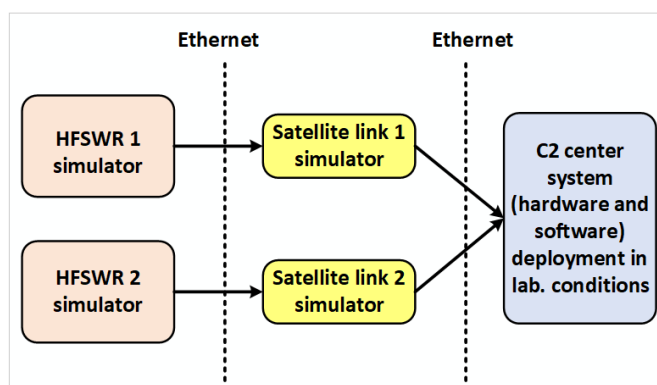 Ethernet
Ethernet
HFSWR 1
simulator
Satellite link 1
simulator
HFSWR 2
simulator
Satellite link 2
simulator
C2 center
system
(hardware and
software)
deployment in
lab. conditions